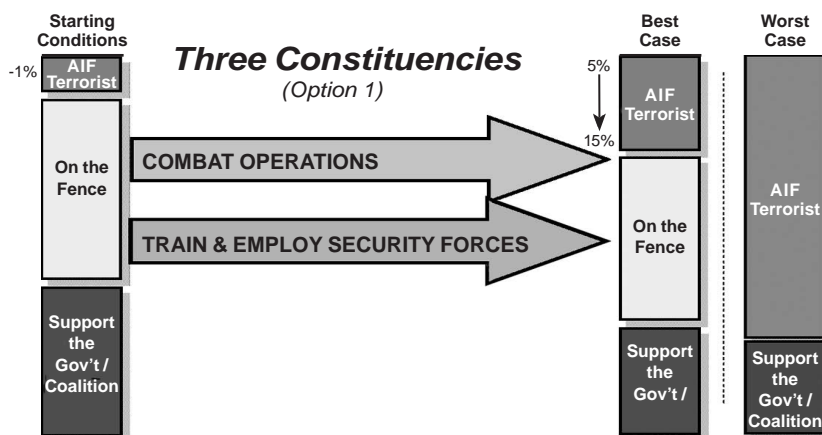 Starting
Conditions
-1%
AIF
Terrorist
On the
Fence
Support
the
Gov't /
Coalition
Three Constituencies
(Option 1)
COMBAT OPERATIONS
TRAIN & EMPLOY SECURITY FORCES
Best
Case
5%
15%
AIF
Terrorist
On the
Fence
Support
the
Gov't /
Worst
Case
AIF
Terrorist
Support
the
Gov't /
Coalition